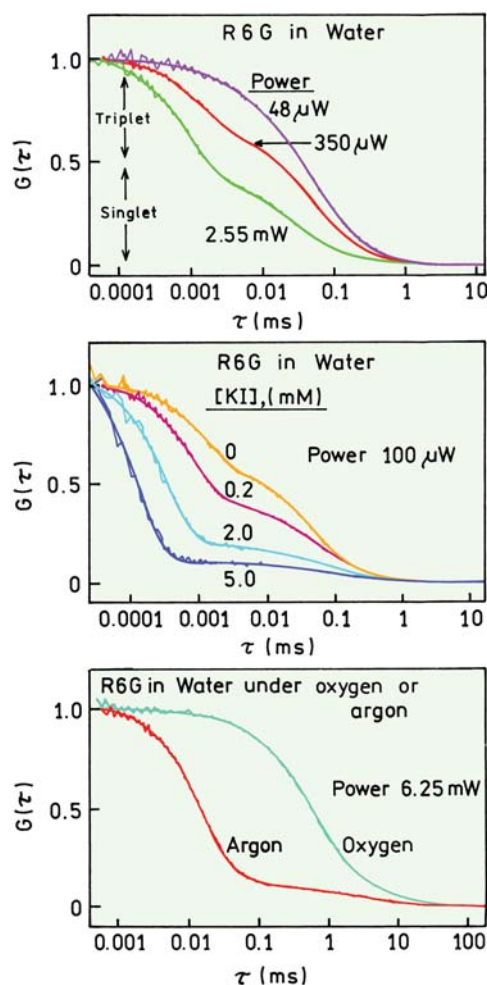 R6G in Water
Power
48 μW
350 μW
2.55 mW
Triplet
Singlet
G(τ)
1.0
0.5
0
0.0001 0.001 0.01 0.1 1 10
τ (ms)
R6G in Water
[KI],(mM)
Power 100 μW
0
0.2
2.0
5.0
G(τ)
1.0
0.5
0
0.0001 0.001 0.01 0.1 1 10
τ (ms)
R6G in Water under oxygen or
argon
Power 6.25 mW
Argon
Oxygen
G(τ)
1.0
0.5
0
0.001 0.01 0.1 1 10 100
τ (ms)